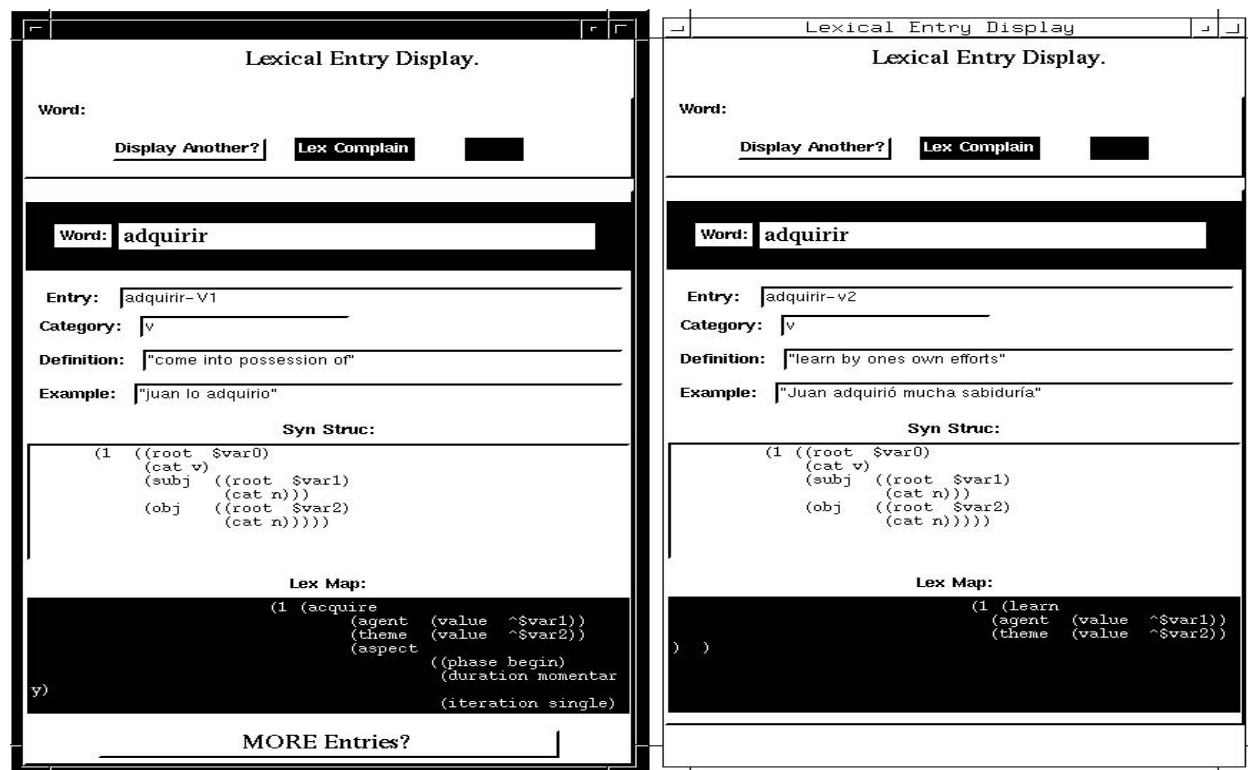 Lexical Entry Display.
Word:
Display Another? Lex Complain
Word: adquirir
Entry: adquirir-V1
Category: v
Definition: "come into possession of"
Example: "juan lo adquirio"
Syn Struc:
(1 ((root $var0)
(cat v)
(subj ((root $var1)
(cat n)))
(obj ((root $var2)
(cat n)))))
Lex Map:
(1 (acquire
(agent (value ^$var1))
(theme (value ^$var2))
(aspect
((phase begin)
(duration momentar
y)
(iteration single)
MORE Entries?
Lexical Entry Display
Lexical Entry Display.
Word:
Display Another? Lex Complain
Word: adquirir
Entry: adquirir-v2
Category: v
Definition: "learn by ones own efforts"
Example: "Juan adquirió mucha sabiduría"
Syn Struc:
(1 ((root $var0)
(cat v)
(subj ((root $var1)
(cat n)))
(obj ((root $var2)
(cat n)))))
Lex Map:
(1 (learn
(agent (value ^$var1))
(theme (value ^$var2))
) )